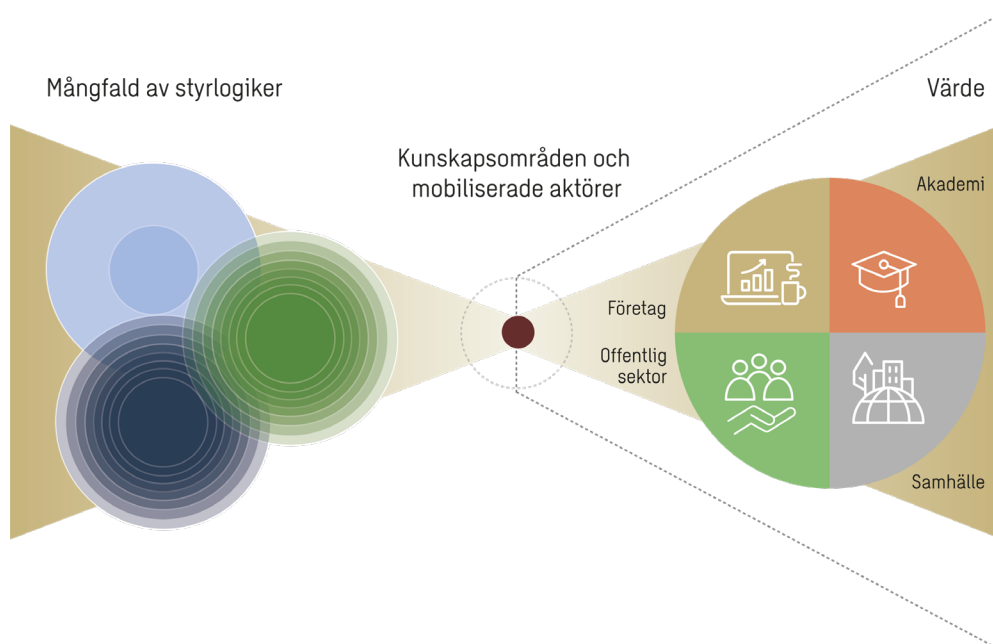 Mångfald av styrlogiker
Kunskapsområden och
mobiliserade aktörer
Värde
Akademi
Företag
Offentlig
sektor
Samhälle